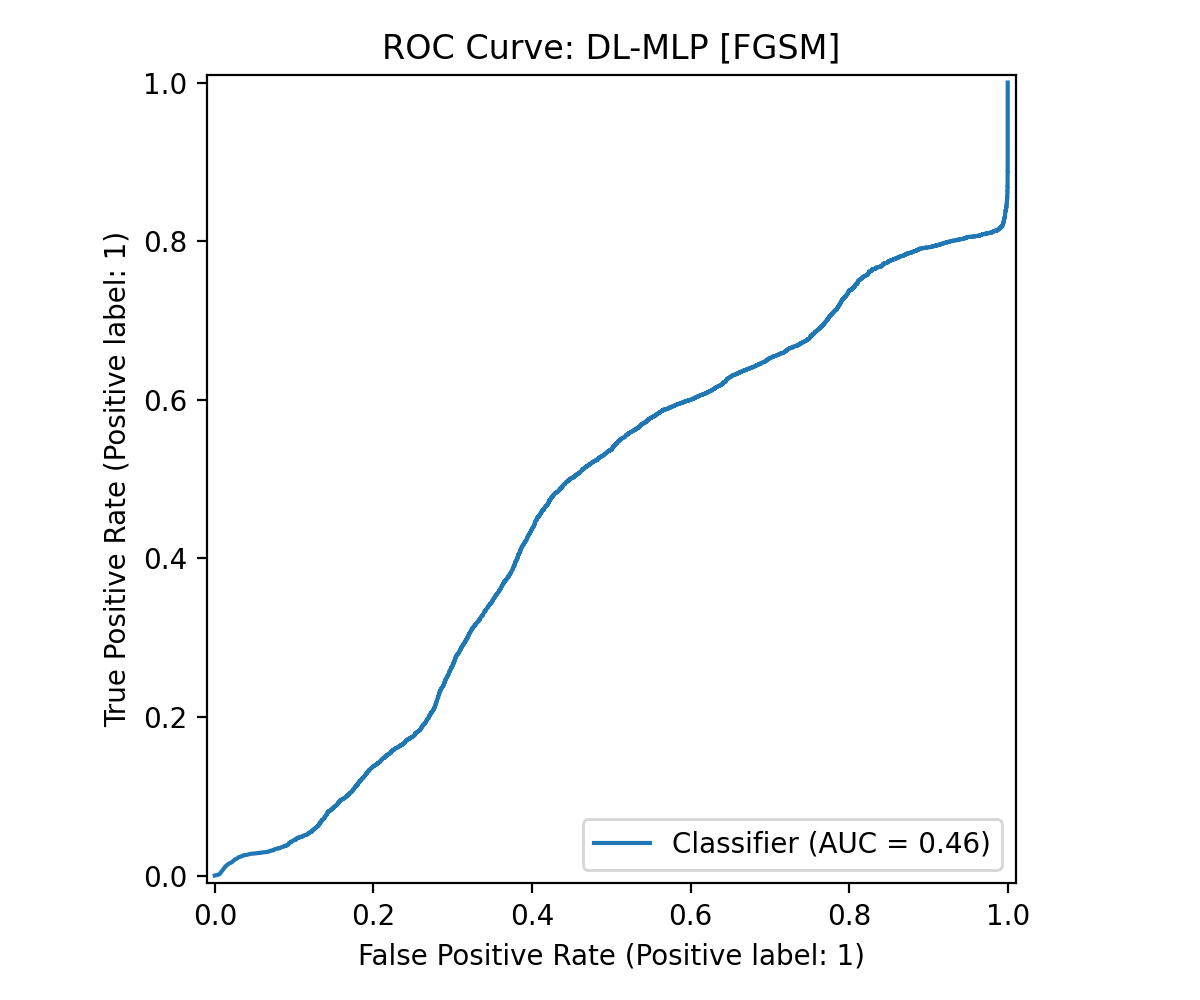 ROC Curve: DL-MLP [FGSM]
True Positive Rate (Positive label: 1)
1.0
0.8
0.6
0.4
0.2
0.0
Classifier (AUC = 0.46)
0.0 0.2 0.4 0.6 0.8 1.0
False Positive Rate (Positive label: 1)